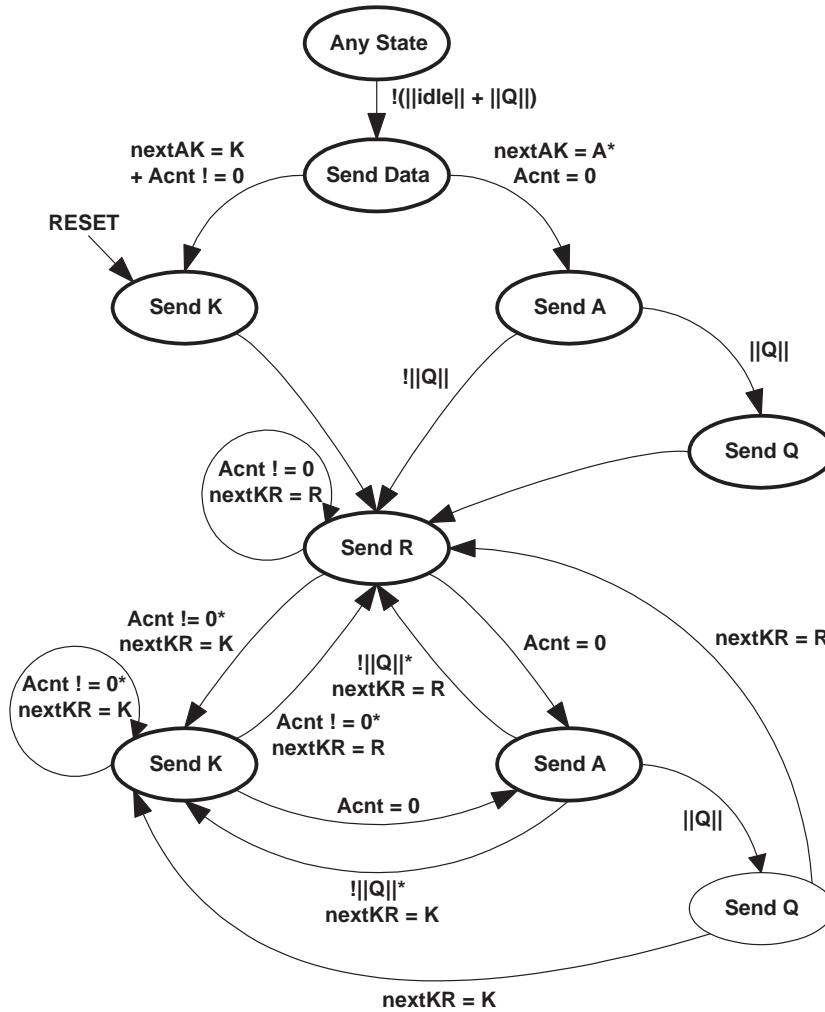 Any State
!(||idle|| + ||Q||)
nextAK = K
+ Acnt ! = 0
Send Data
nextAK = A*
Acnt = 0
RESET
Send K
Send A
||Q||
!||Q||
Send Q
Acnt ! = 0
nextKR = R
Send R
Acnt != 0*
nextKR = K
Acnt = 0
nextKR = R
!||Q||*
nextKR = R
Acnt ! = 0*
nextKR = K
Acnt ! = 0*
nextKR = R
Send K
Send A
Acnt = 0
||Q||
!||Q||*
nextKR = K
Send Q
nextKR = K